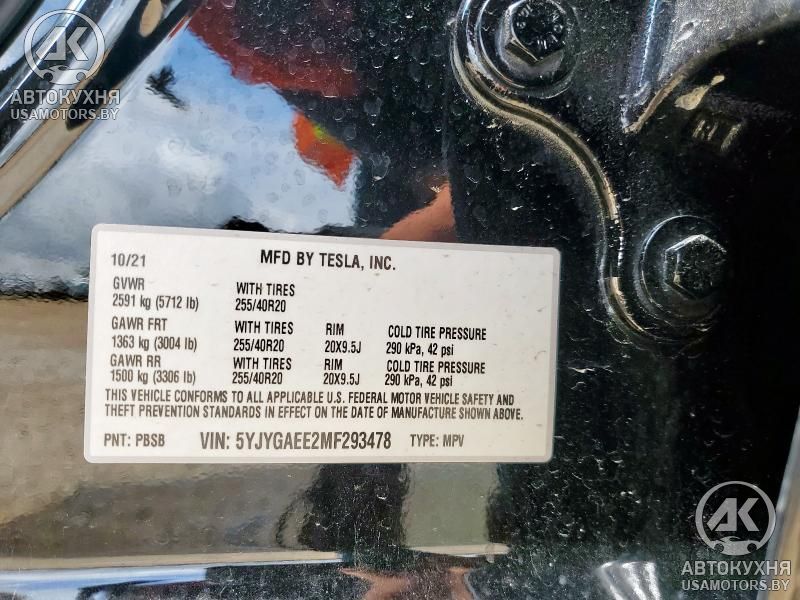 AK
АВТОКУХНЯ
USAMOTORS.BY
10/21 MFD BY TESLA, INC.
GVWR WITH TIRES
2591 kg (5712 lb) 255/40R20
GAWR FRT WITH TIRES RIM COLD TIRE PRESSURE
1363 kg (3004 lb) 255/40R20 20X9.5J 290 kPa, 42 psi
GAWR RR WITH TIRES RIM COLD TIRE PRESSURE
1500 kg (3306 lb) 255/40R20 20X9.5J 290 kPa, 42 psi
THIS VEHICLE CONFORMS TO ALL APPLICABLE U.S. FEDERAL MOTOR VEHICLE SAFETY AND
THEFT PREVENTION STANDARDS IN EFFECT ON THE DATE OF MANUFACTURE SHOWN ABOVE.
PNT: PBSB VIN: 5YJYGAEE2MF293478 TYPE: MPV
AK
АВТОКУХНЯ
USAMOTORS.BY